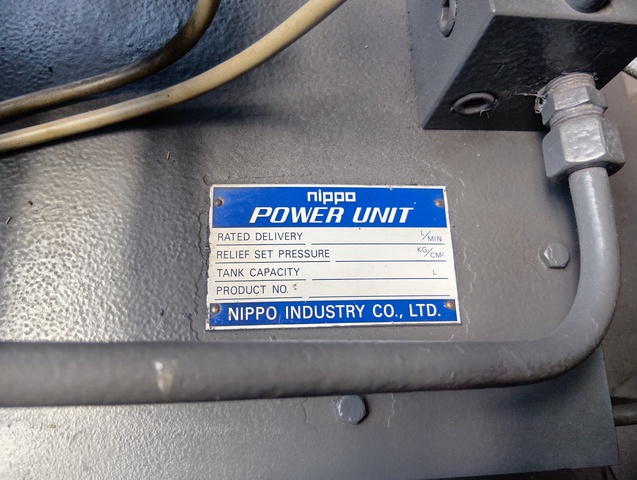 nippo
POWER UNIT
RATED DELIVERY L/MIN
RELIEF SET PRESSURE KG/CM²
TANK CAPACITY L
PRODUCT NO.
NIPPO INDUSTRY CO., LTD.